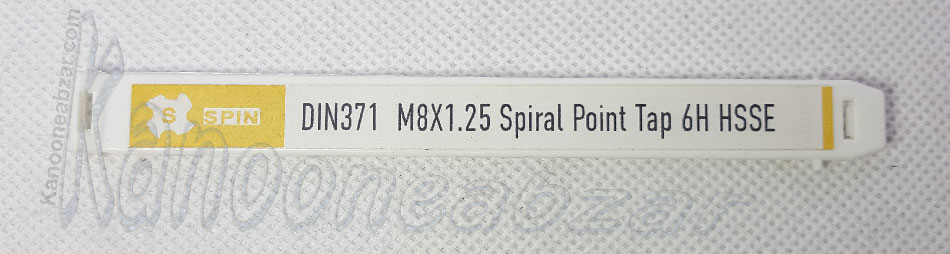 Kanooneabzar.com
S SPIN DIN371 M8X1.25 Spiral Point Tap 6H HSSE
Kanooneabzar